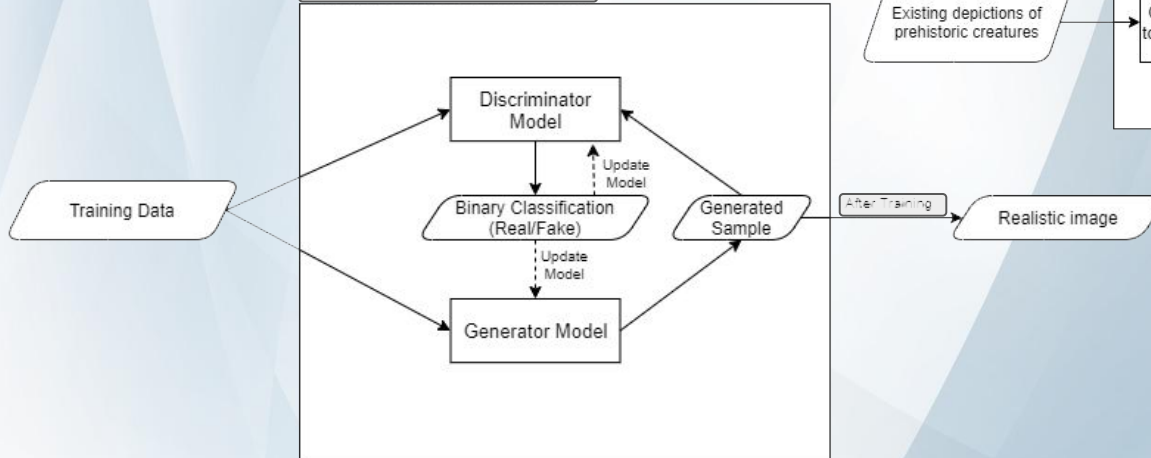 Existing depictions of
prehistoric creatures
Discriminator
Model
Update
Model
Training Data
Binary Classification
(Real/Fake)
Generated
Sample
After Training
Realistic image
Update
Model
Generator Model